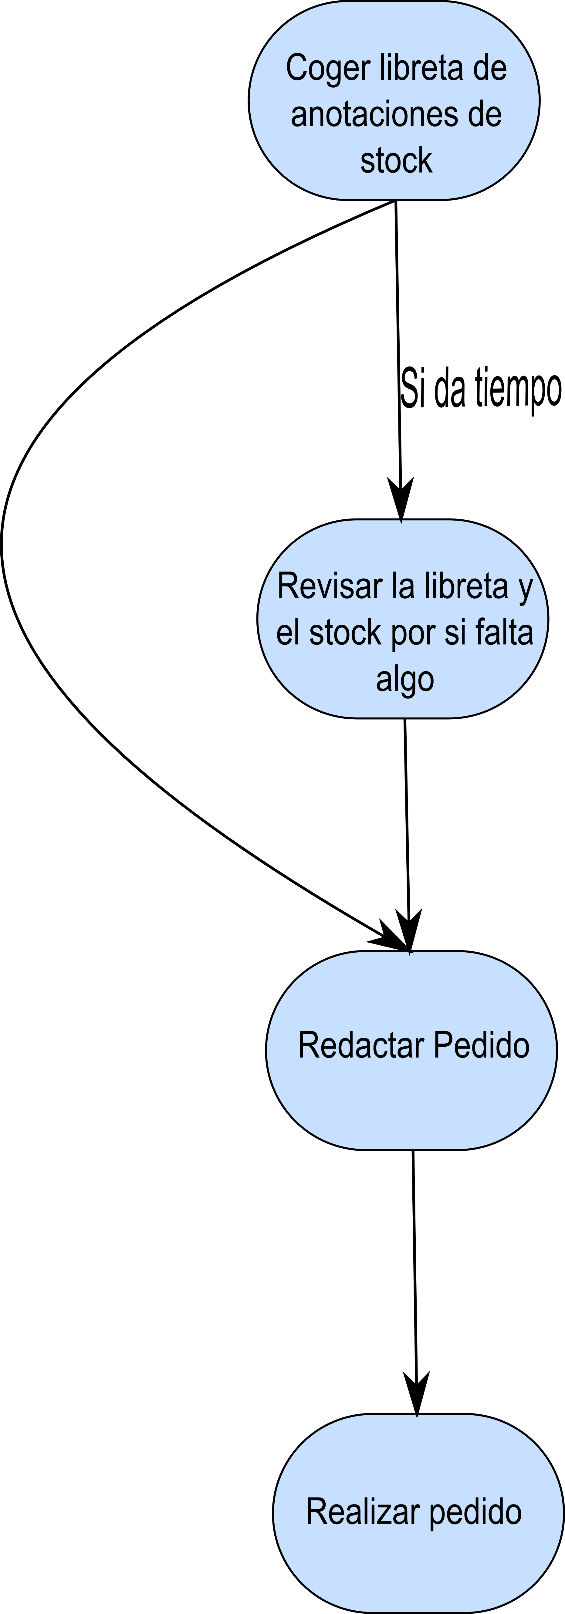 Coger libreta de
anotaciones de
stock
Si da tiempo
Revisar la libreta y
el stock por si falta
algo
Redactar Pedido
Realizar pedido